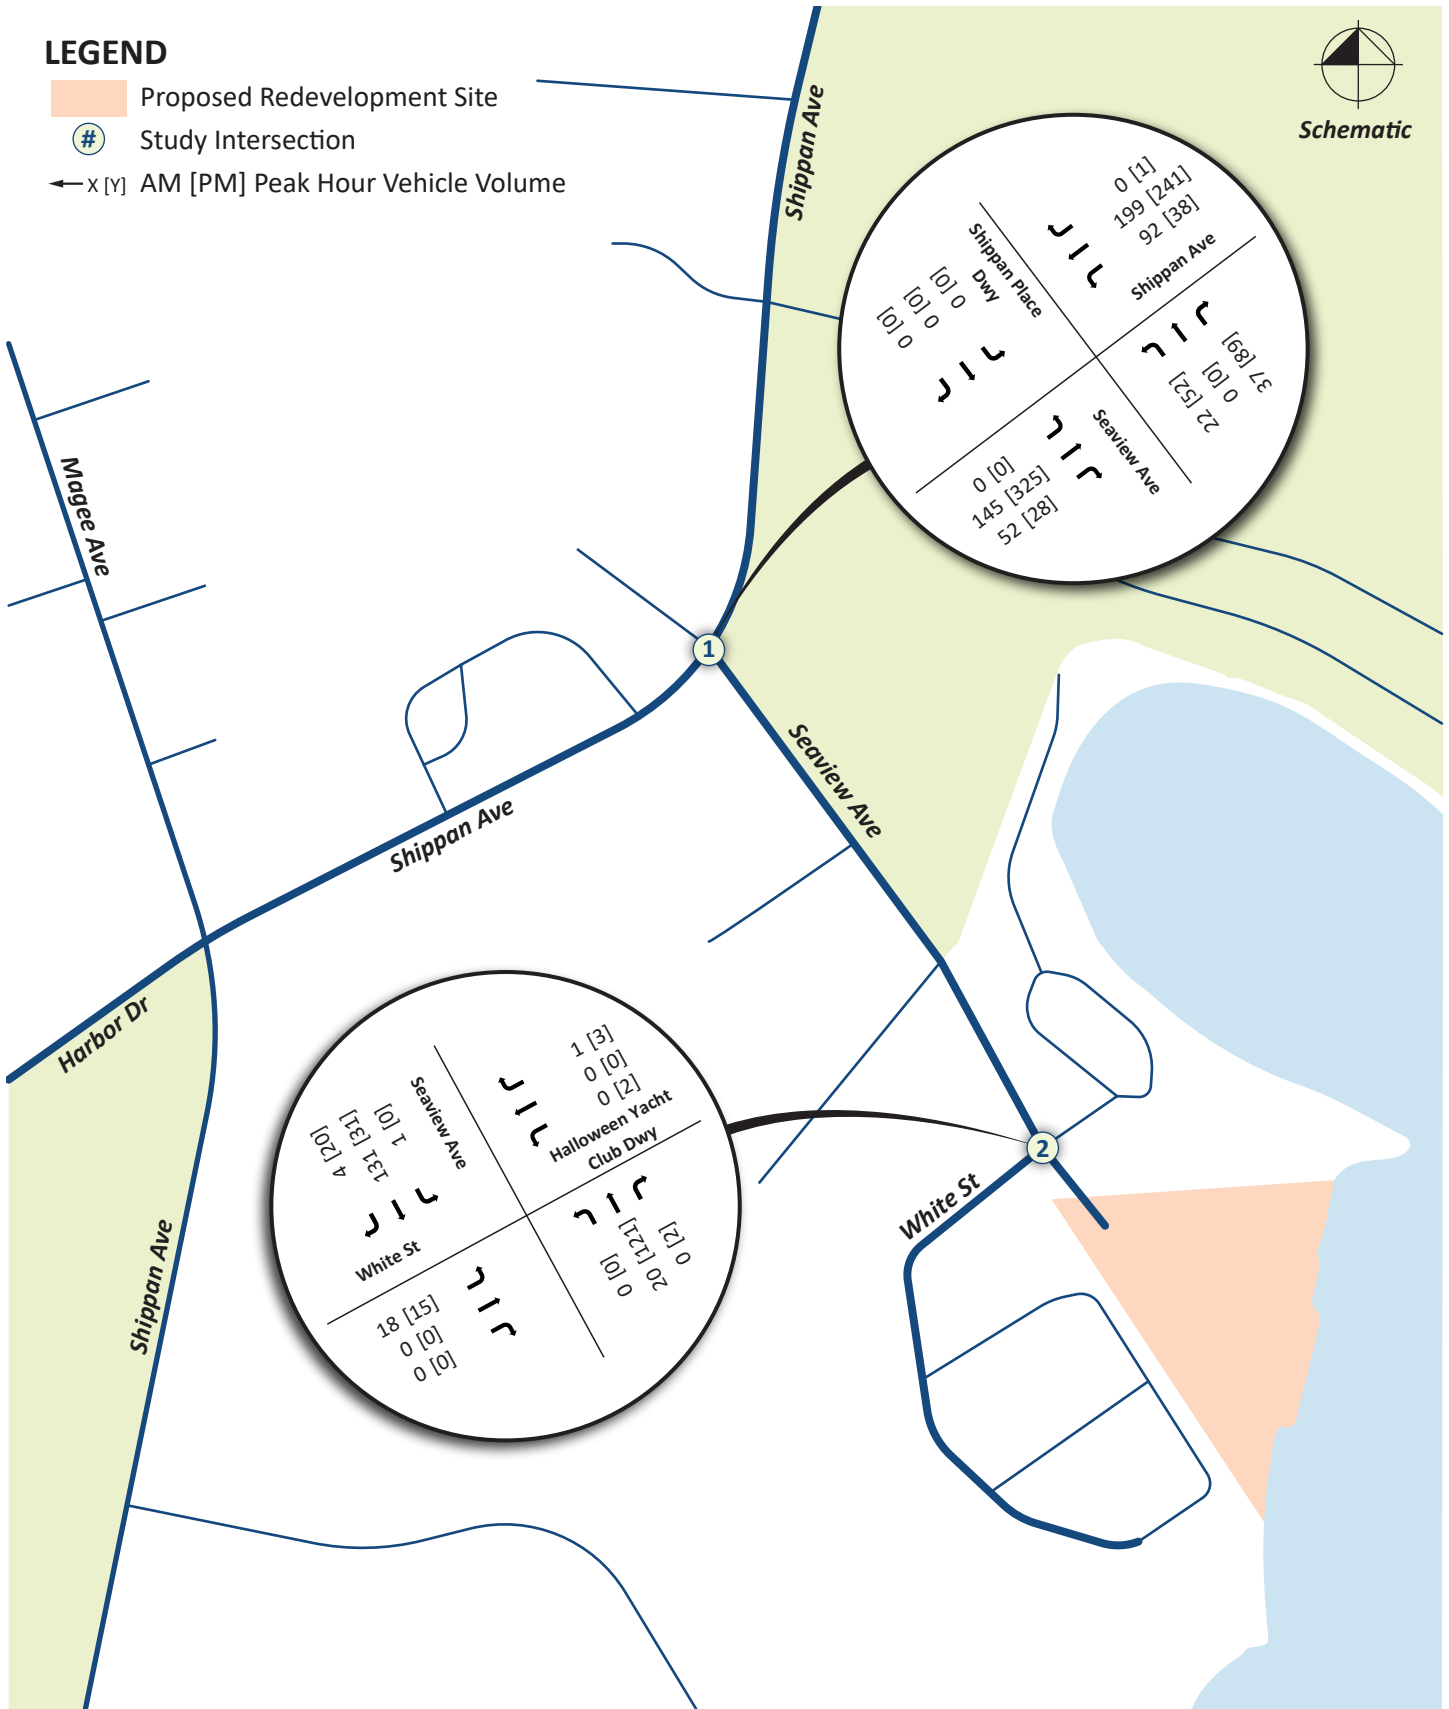 LEGEND
Proposed Redevelopment Site
# Study Intersection
X [Y] AM [PM] Peak Hour Vehicle Volume
Schematic
Shippan Ave
0 [1]
199 [241]
92 [38]
Shippan Ave
Shippan Place
Dwy
0 [0]
0 [0]
0 [0]
37 [89]
0 [0]
22 [52]
Seaview Ave
0 [0]
145 [325]
52 [28]
Magee Ave
1
Seaview Ave
Shippan Ave
Harbor Dr
1 [3]
0 [0]
0 [2]
Halloween Yacht
Club Dwy
Seaview Ave
1 [0]
131 [31]
4 [20]
White St
18 [15]
0 [0]
0 [0]
0 [2]
20 [121]
0 [0]
2
White St
Shippan Ave